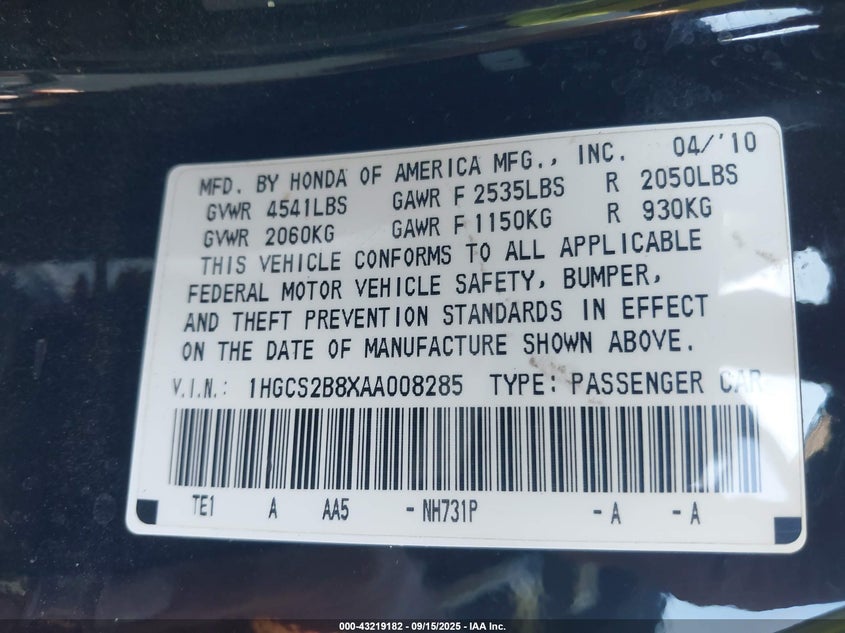 MFD. BY HONDA OF AMERICA MFG., INC. 04/'10
GVWR 4541LBS GAWR F 2535LBS R 2050LBS
GVWR 2060KG GAWR F 1150KG R 930KG
THIS VEHICLE CONFORMS TO ALL APPLICABLE
FEDERAL MOTOR VEHICLE SAFETY, BUMPER,
AND THEFT PREVENTION STANDARDS IN EFFECT
ON THE DATE OF MANUFACTURE SHOWN ABOVE.
V.I.N.: 1HGCS2B8XAA008285 TYPE: PASSENGER CAR
TE1 A AA5 -NH731P -A -A
000-43219182 - 09/15/2025 - IAA Inc.